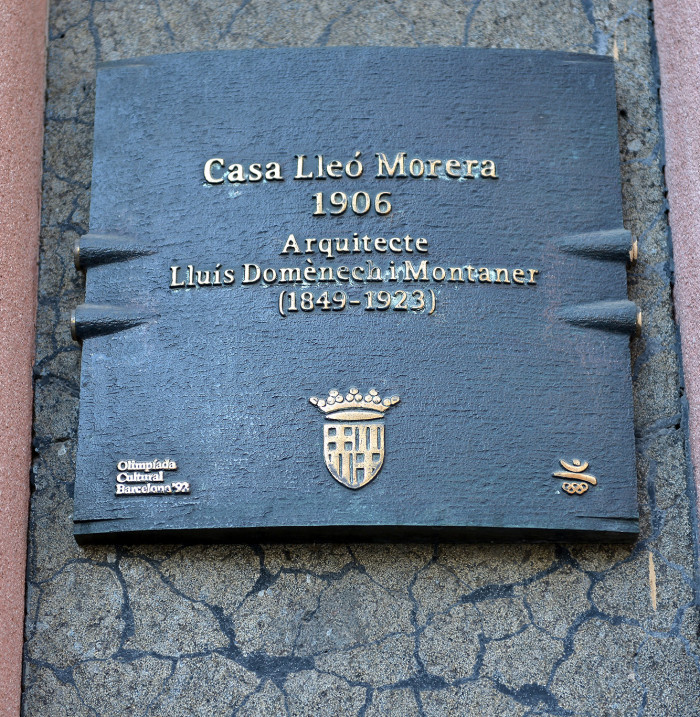 Casa Lleó Morera
1906
Arquitecte
Lluís Domènech i Montaner
(1849-1923)
Olimpíada
Cultural
Barcelona'92